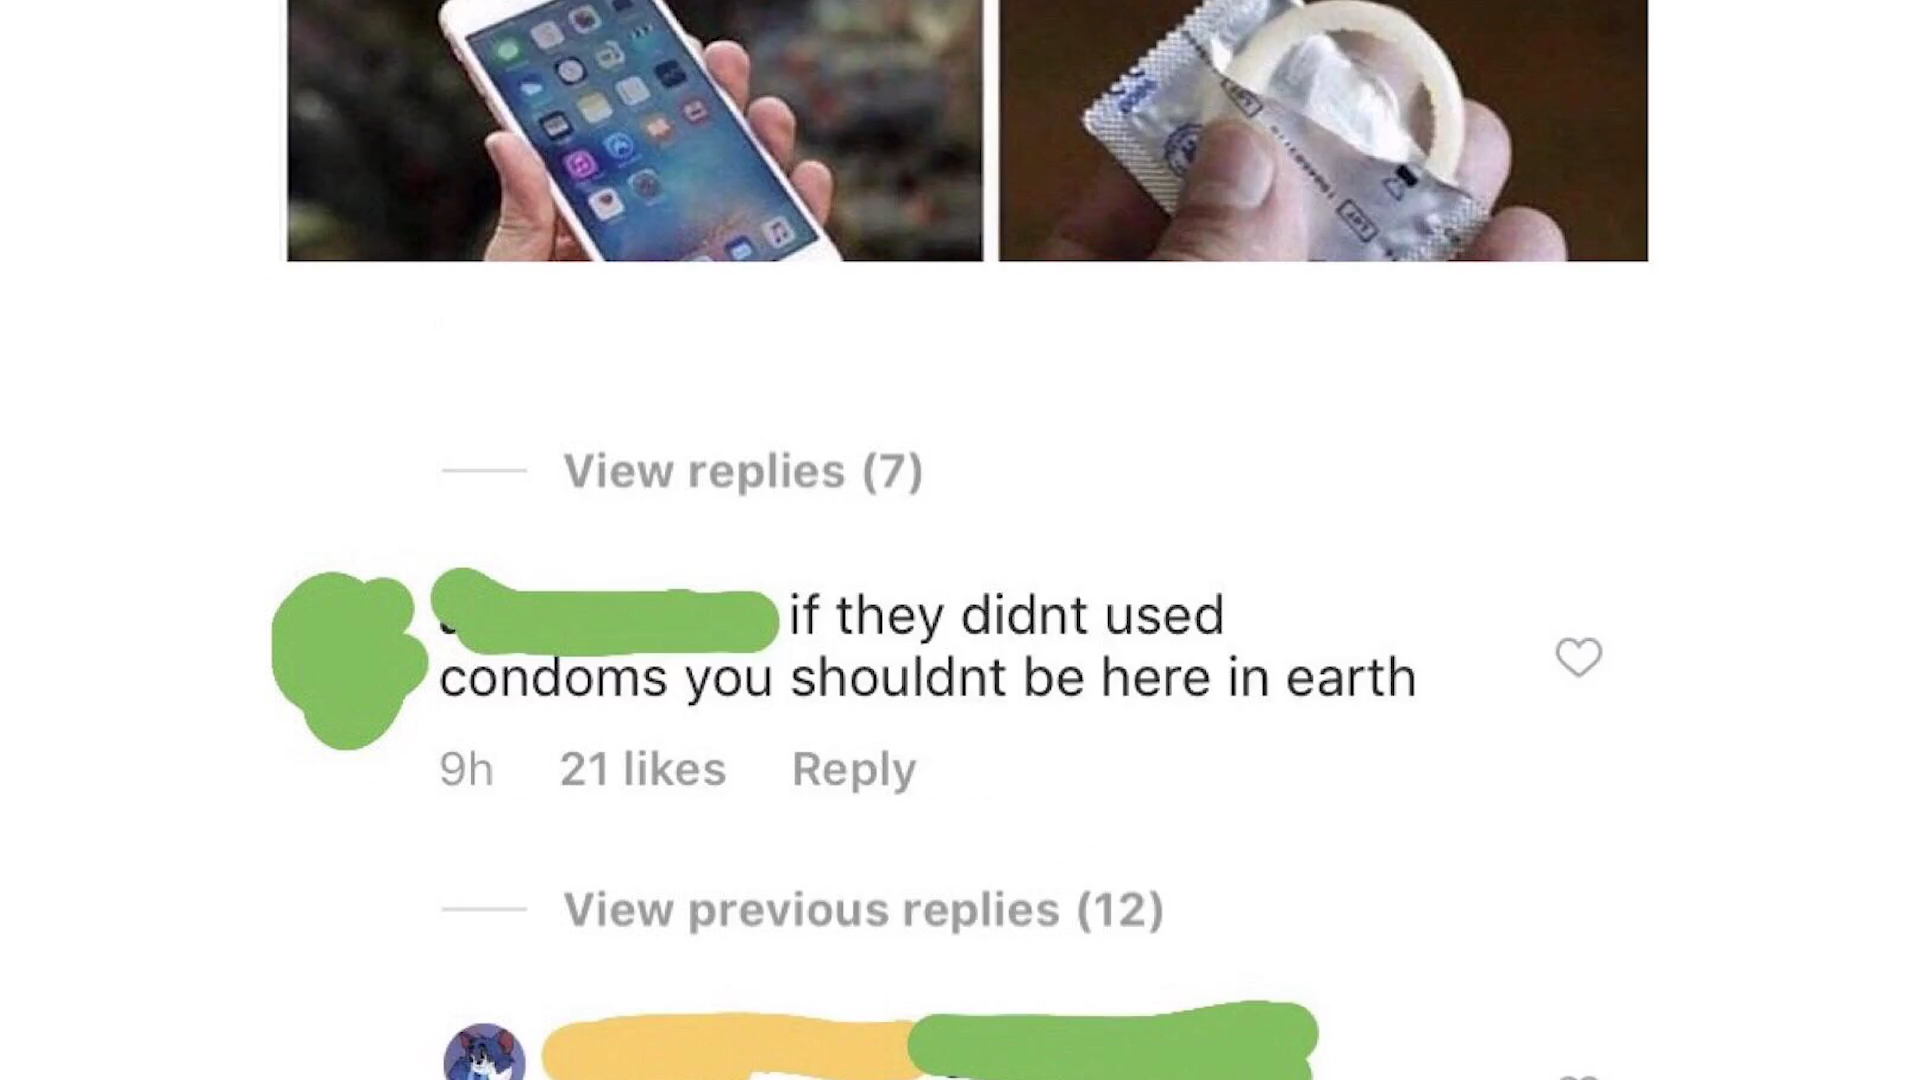 View replies (7)
if they didnt used
condoms you shouldnt be here in earth
9h 21 likes Reply
View previous replies (12)